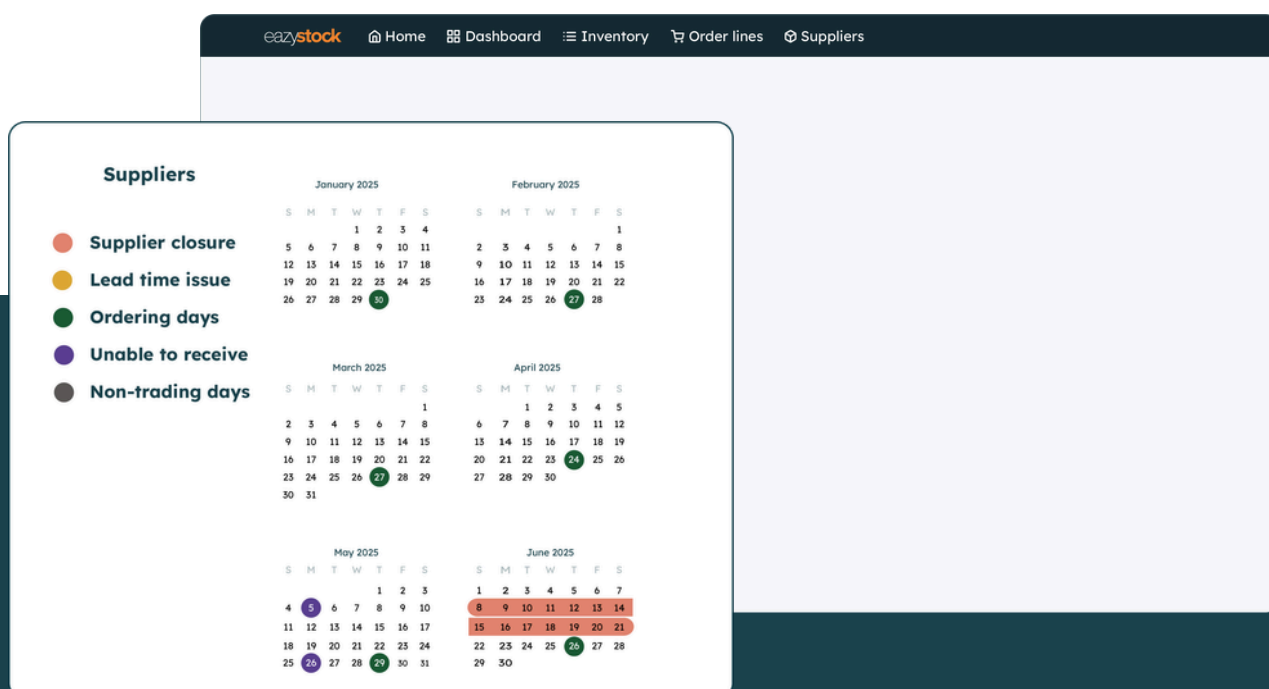 eazystock Home Dashboard Inventory Order lines Suppliers
Suppliers
Supplier closure
Lead time issue
Ordering days
Unable to receive
Non-trading days
January 2025
S M T W T F S
1 2 3 4
5 6 7 8 9 10 11
12 13 14 15 16 17 18
19 20 21 22 23 24 25
26 27 28 29 30
February 2025
S M T W T F S
1
2 3 4 5 6 7 8
9 10 11 12 13 14 15
16 17 18 19 20 21 22
23 24 25 26 27 28
March 2025
S M T W T F S
1
2 3 4 5 6 7 8
9 10 11 12 13 14 15
16 17 18 19 20 21 22
23 24 25 26 27 28 29
30 31
April 2025
S M T W T F S
1 2 3 4 5
6 7 8 9 10 11 12
13 14 15 16 17 18 19
20 21 22 23 24 25 26
27 28 29 30
May 2025
S M T W T F S
1 2 3
4 5 6 7 8 9 10
11 12 13 14 15 16 17
18 19 20 21 22 23 24
25 26 27 28 29 30 31
June 2025
S M T W T F S
1 2 3 4 5 6 7
8 9 10 11 12 13 14
15 16 17 18 19 20 21
22 23 24 25 26 27 28
29 30